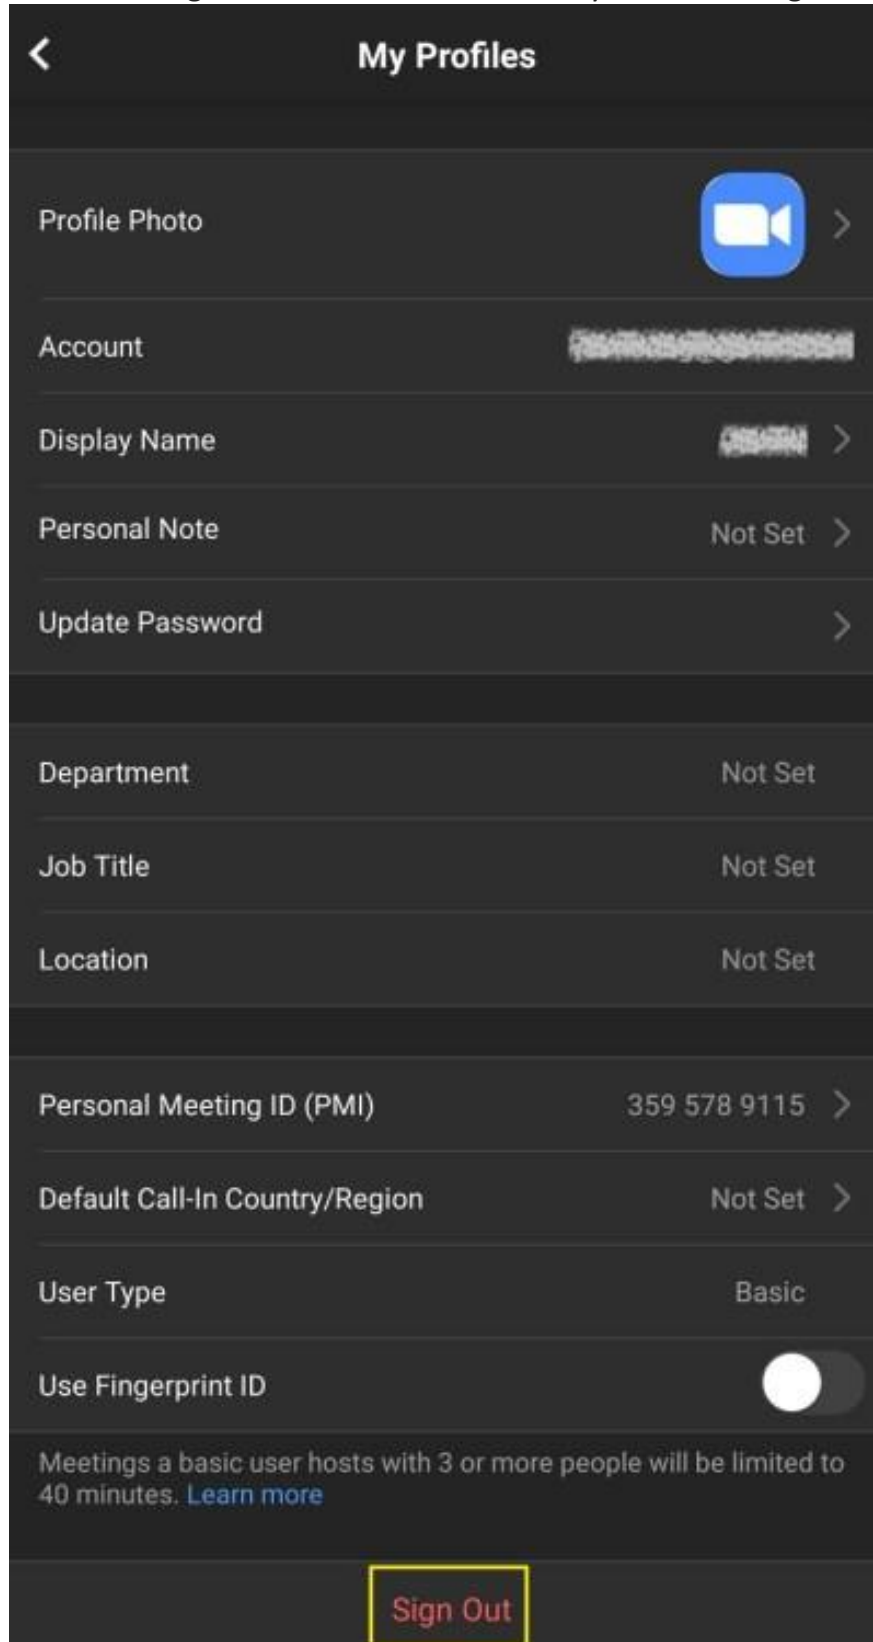 My Profiles
Profile Photo
Account
Display Name
Personal Note Not Set
Update Password
Department Not Set
Job Title Not Set
Location Not Set
Personal Meeting ID (PMI) 359 578 9115
Default Call-In Country/Region Not Set
User Type Basic
Use Fingerprint ID
Meetings a basic user hosts with 3 or more people will be limited to
40 minutes. Learn more
Sign Out